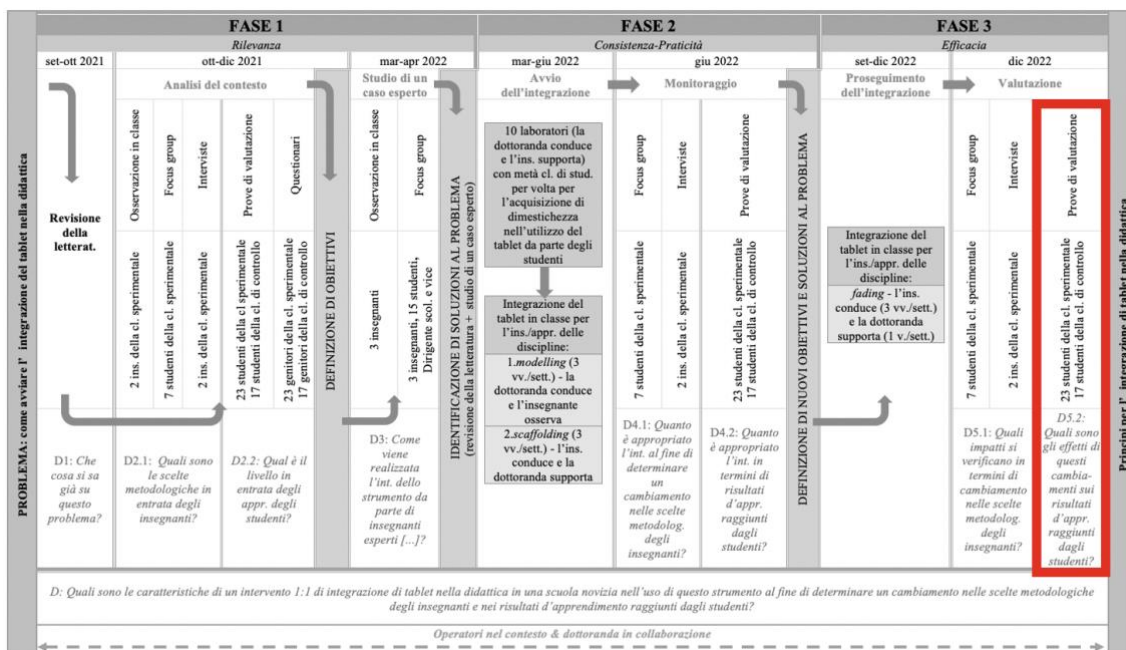 FASE 1
FASE 2
FASE 3
Rilevanza
Consistenza-Praticità
Efficacia
set-ott 2021
ott-dic 2021
mar-apr 2022
mar-giu 2022
giu 2022
set-dic 2022
dic 2022
PROBLEMA: come avviare l' integrazione del tablet nella didattica
Revisione
della
letterat.
D1: Che
cosa si sa
già su
questo
problema?
Analisi del contesto
Osservazione in classe
Focus group
Interviste
Prove di valutazione
Questionari
2 ins. della cl. sperimentale
7 studenti della cl. sperimentale
2 ins. della cl. sperimentale
23 studenti della cl sperimentale
17 studenti della cl. di controllo
23 genitori della cl. sperimentale
17 genitori della cl. di controllo
D2.1: Quali sono
le scelte
metodologiche in
entrata degli
insegnanti?
D2.2: Qual è il
livello in
entrata degli
appr. degli
studenti?
DEFINIZIONE DI OBIETTIVI
Studio di un
caso esperto
Osservazione in classe
Focus group
3 insegnanti
3 insegnanti, 15 studenti,
Dirigente scol. e vice
D3: Come
viene
realizzata
l'int. dello
strumento da
parte di
insegnanti
esperti [...]?
IDENTIFICAZIONE DI SOLUZIONI AL PROBLEMA
(revisione della letteratura + studio di un caso esperto)
Avvio
dell'integrazione
10 laboratori (la
dottoranda conduce
e l'ins. supporta)
con metà cl. di stud.
per volta per
l'acquisizione di
dimestichezza
nell'utilizzo del
tablet da parte degli
studenti
Integrazione del
tablet in classe per
l'ins./appr. delle
discipline:
1.modelling (3
vv./sett.) - la
dottoranda conduce
e l'insegnante
osserva
2.scaffolding (3
vv./sett.) - l'ins.
conduce e la
dottoranda supporta
Monitoraggio
Focus group
Interviste
Prove di valutazione
7 studenti della cl. sperimentale
2 ins. della cl. sperimentale
23 studenti della cl. sperimentale
17 studenti della cl. di controllo
D4.1: Quanto
è appropriato
l'int. al fine di
determinare
un
cambiamento
nelle scelte
metodolog.
degli
insegnanti?
D4.2: Quanto
è appropriato
l'int. in
termini di
risultati
d'appr.
raggiunti
dagli
studenti?
DEFINIZIONE DI NUOVI OBIETTIVI E SOLUZIONI AL PROBLEMA
Proseguimento
dell'integrazione
Integrazione del
tablet in classe per
l'ins./appr. delle
discipline:
fading - l'ins.
conduce (3 vv./sett.)
e la dottoranda
supporta (1 v./sett.)
Valutazione
Focus group
Interviste
Prove di valutazione
7 studenti della cl. sperimentale
2 ins. della cl. sperimentale
23 studenti della cl. sperimentale
17 studenti della cl. di controllo
D5.1: Quali
impatti si
verificano in
termini di
cambiamento
nelle scelte
metodolog.
degli
insegnanti?
D5.2:
Quali sono
gli effetti di
questi
cambia-
menti sui
risultati
d'appr.
raggiunti
dagli
studenti?
Principi per l' integrazione di tablet nella didattica
D: Quali sono le caratteristiche di un intervento 1:1 di integrazione di tablet nella didattica in una scuola novizia nell'uso di questo strumento al fine di determinare un cambiamento nelle scelte metodologiche
degli insegnanti e nei risultati d'apprendimento raggiunti dagli studenti?
Operatori nel contesto & dottoranda in collaborazione